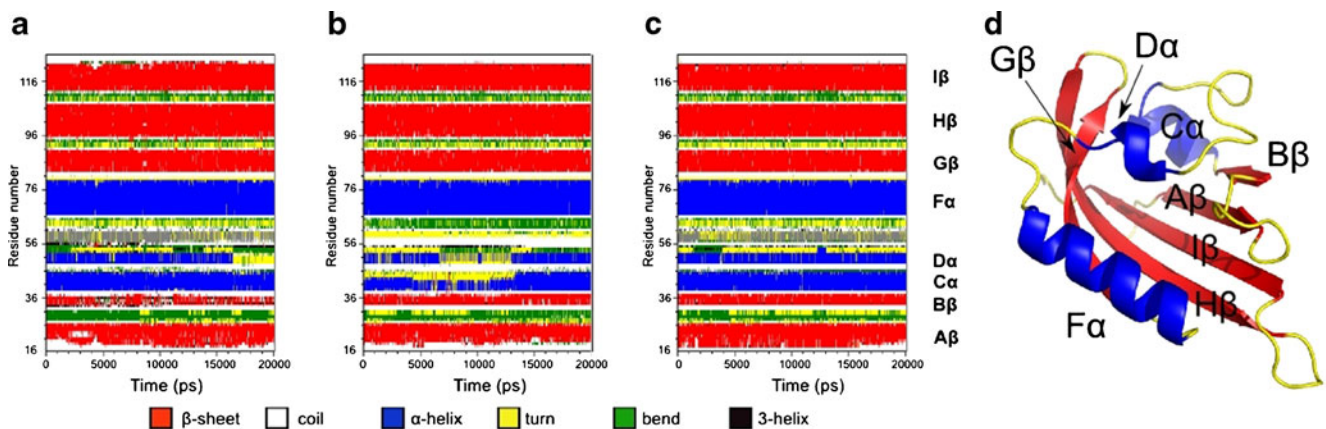 a
b
c
d
Residue number
116
96
76
56
36
16
0 5000 10000 15000 20000
Time (ps)
Residue number
116
96
76
56
36
16
0 5000 10000 15000 20000
Time (ps)
Residue number
116
96
76
56
36
16
0 5000 10000 15000 20000
Time (ps)
Iβ
Hβ
Gβ
Fα
Dα
Cα
Bβ
Aβ
β-sheet coil α-helix turn bend 3-helix
Gβ
Dα
Cα
Bβ
Aβ
Iβ
Hβ
Fα